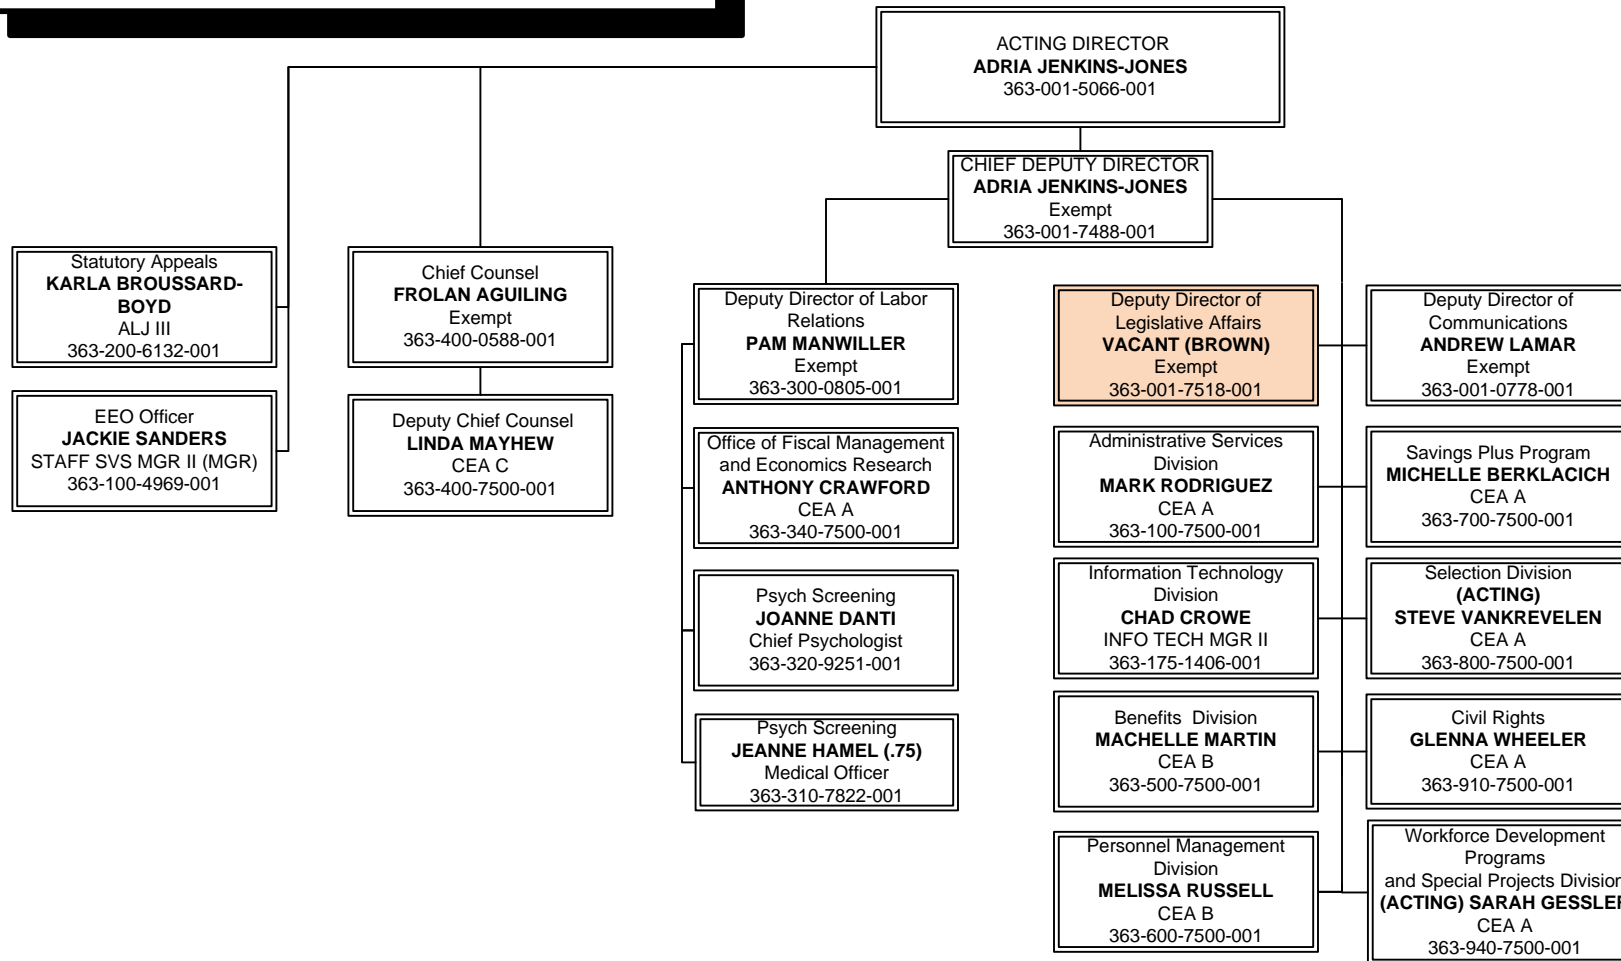 ACTING DIRECTOR
ADRIA JENKINS-JONES
363-001-5066-001
CHIEF DEPUTY DIRECTOR
ADRIA JENKINS-JONES
Exempt
363-001-7488-001
Statutory Appeals
KARLA BROUSSARD-
BOYD
ALJ III
363-200-6132-001
EEO Officer
JACKIE SANDERS
STAFF SVS MGR II (MGR)
363-100-4969-001
Chief Counsel
FROLAN AGUILING
Exempt
363-400-0588-001
Deputy Chief Counsel
LINDA MAYHEW
CEA C
363-400-7500-001
Deputy Director of Labor
Relations
PAM MANWILLER
Exempt
363-300-0805-001
Office of Fiscal Management
and Economics Research
ANTHONY CRAWFORD
CEA A
363-340-7500-001
Psych Screening
JOANNE DANTI
Chief Psychologist
363-320-9251-001
Psych Screening
JEANNE HAMEL (.75)
Medical Officer
363-310-7822-001
Deputy Director of
Legislative Affairs
VACANT (BROWN)
Exempt
363-001-7518-001
Deputy Director of
Communications
ANDREW LAMAR
Exempt
363-001-0778-001
Administrative Services
Division
MARK RODRIGUEZ
CEA A
363-100-7500-001
Savings Plus Program
MICHELLE BERKLACICH
CEA A
363-700-7500-001
Information Technology
Division
CHAD CROWE
INFO TECH MGR II
363-175-1406-001
Selection Division
(ACTING)
STEVE VANKREVELEN
CEA A
363-800-7500-001
Benefits  Division
MACHELLE MARTIN
CEA B
363-500-7500-001
Civil Rights
GLENNA WHEELER
CEA A
363-910-7500-001
Personnel Management
Division
MELISSA RUSSELL
CEA B
363-600-7500-001
Workforce Development
Programs
and Special Projects Division
(ACTING) SARAH GESSLER
CEA A
363-940-7500-001